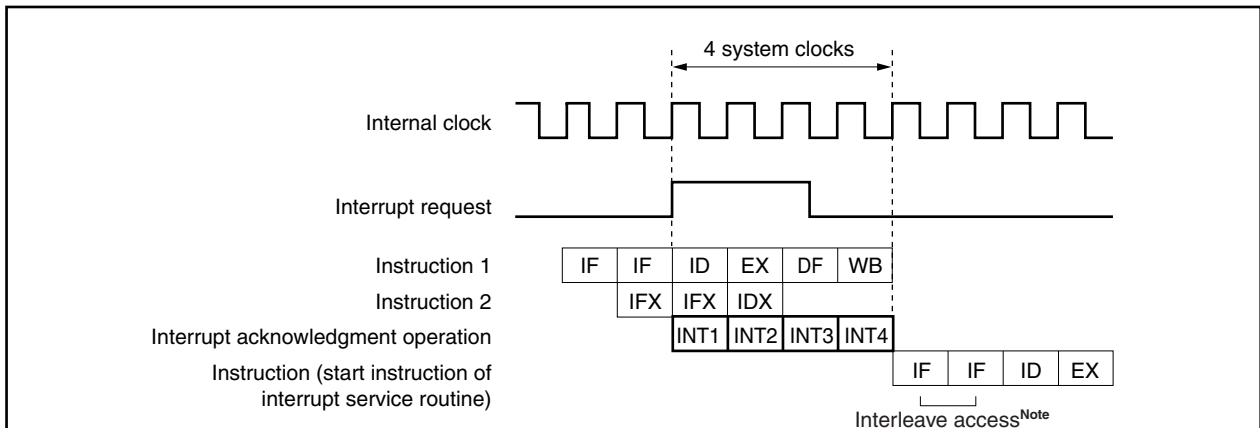 4 system clocks
Internal clock
Interrupt request
Instruction 1 IF IF ID EX DF WB
Instruction 2 IFX IFX IDX
Interrupt acknowledgment operation INT1 INT2 INT3 INT4
Instruction (start instruction of
interrupt service routine) IF IF ID EX
Interleave accessNote